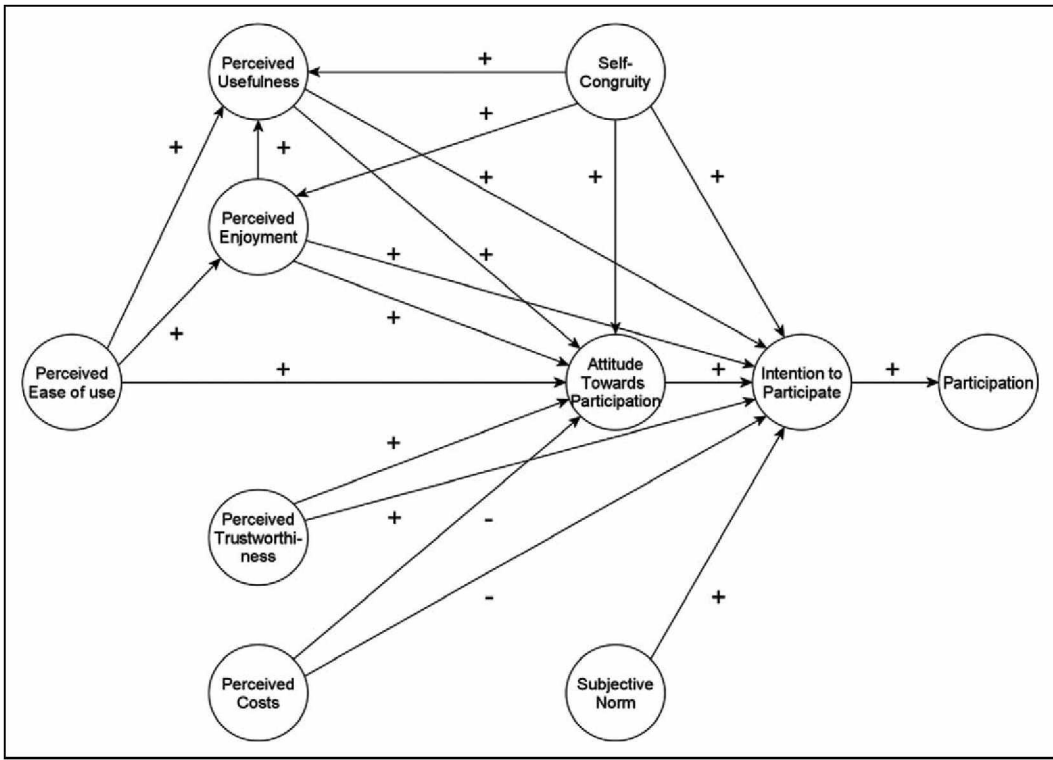 Perceived
Usefulness
Self-
Congruity
+
+
+
+
+
+
+
Perceived
Enjoyment
+
+
+
+
Perceived
Ease of use
+
Attitude
Towards
Participation
+
Intention to
Participate
+
Participation
+
Perceived
Trustworthi-
ness
+
-
Perceived
Costs
-
+
Subjective
Norm